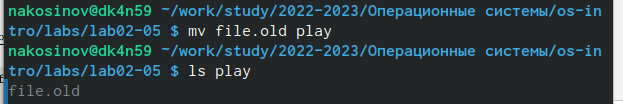 nakosinov@dk4n59 ~/work/study/2022-2023/Операционные системы/os-in
tro/labs/lab02-05 $ mv file.old play
nakosinov@dk4n59 ~/work/study/2022-2023/Операционные системы/os-in
tro/labs/lab02-05 $ ls play
file.old